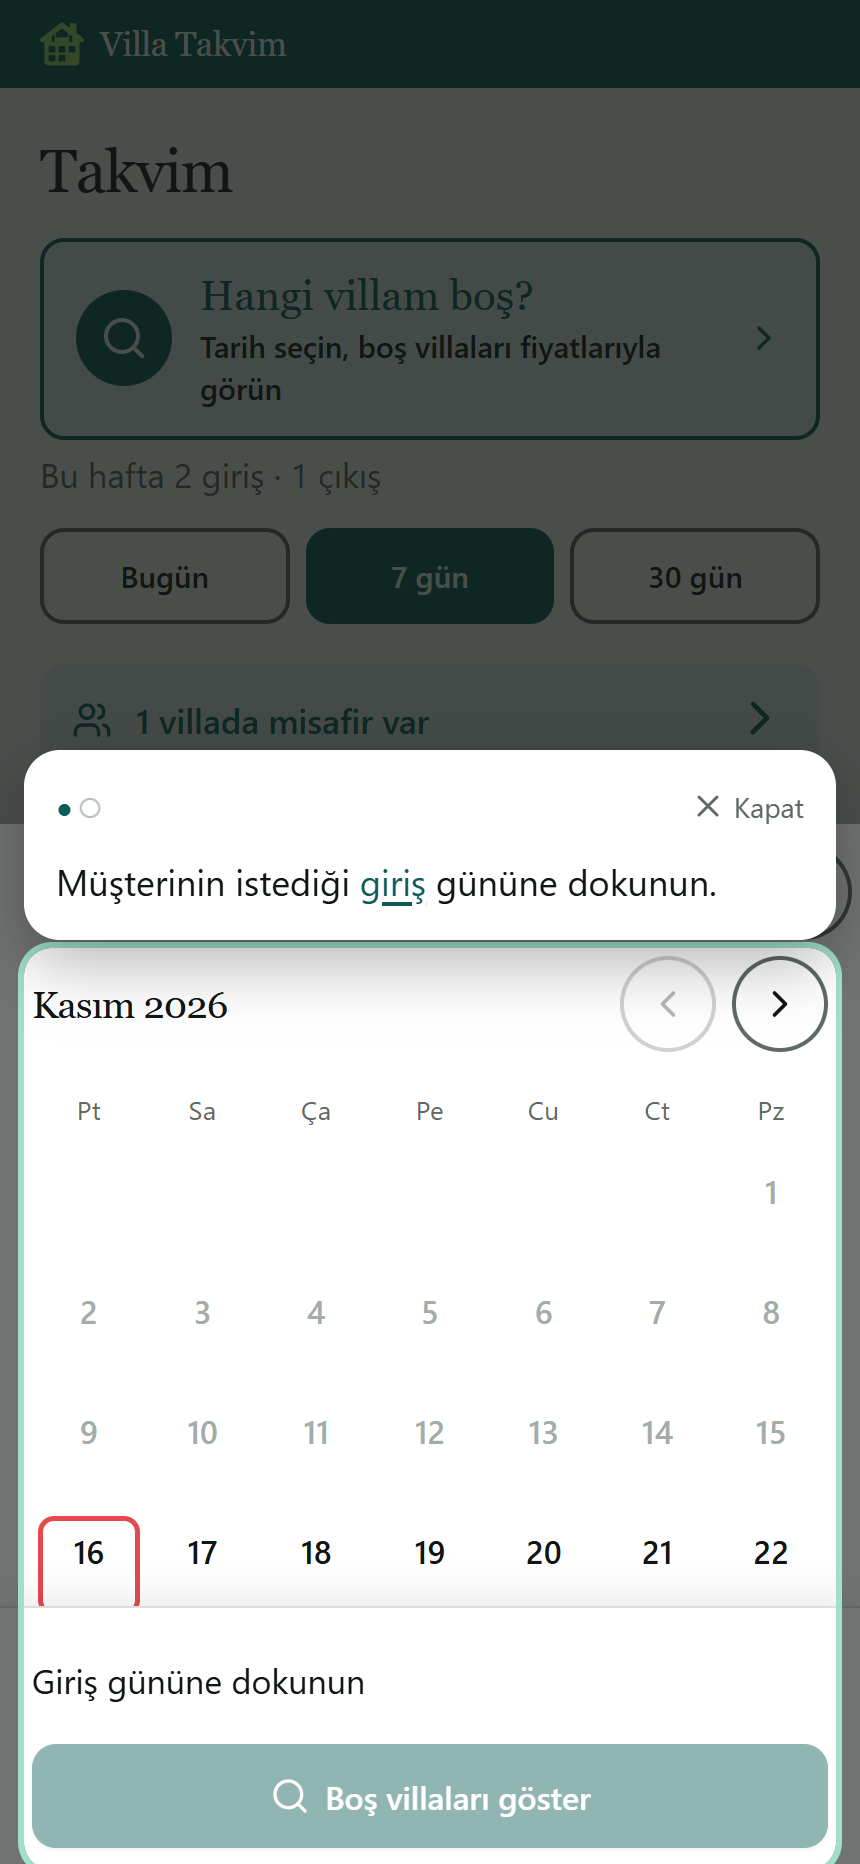 Villa Takvim
Takvim
Hangi villam boş?
Tarih seçin, boş villaları fiyatlarıyla
görün
Bu hafta 2 giriş · 1 çıkış
Bugün
7 gün
30 gün
1 villada misafir var
Kapat
Müşterinin istediği giriş gününe dokunun.
Kasım 2026
Pt Sa Ça Pe Cu Ct Pz
1
2 3 4 5 6 7 8
9 10 11 12 13 14 15
16 17 18 19 20 21 22
Giriş gününe dokunun
Boş villaları göster